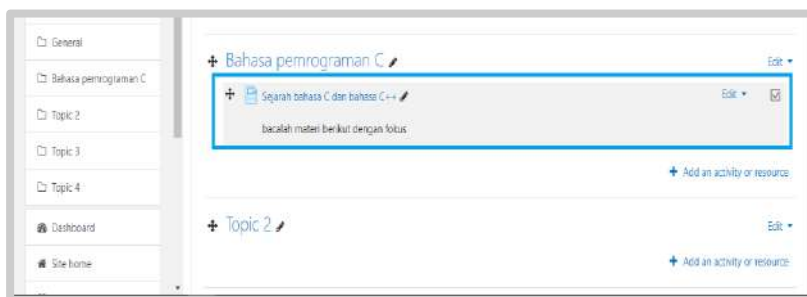 General
Bahasa pemrograman C
Topic 2
Topic 3
Topic 4
Dashboard
Site home
Bahasa pemrograman C
Edit
Sejarah bahasa C dan bahasa C++
Edit
bacalah materi berikut dengan fokus
+ Add an activity or resource
Topic 2
Edit
+ Add an activity or resource